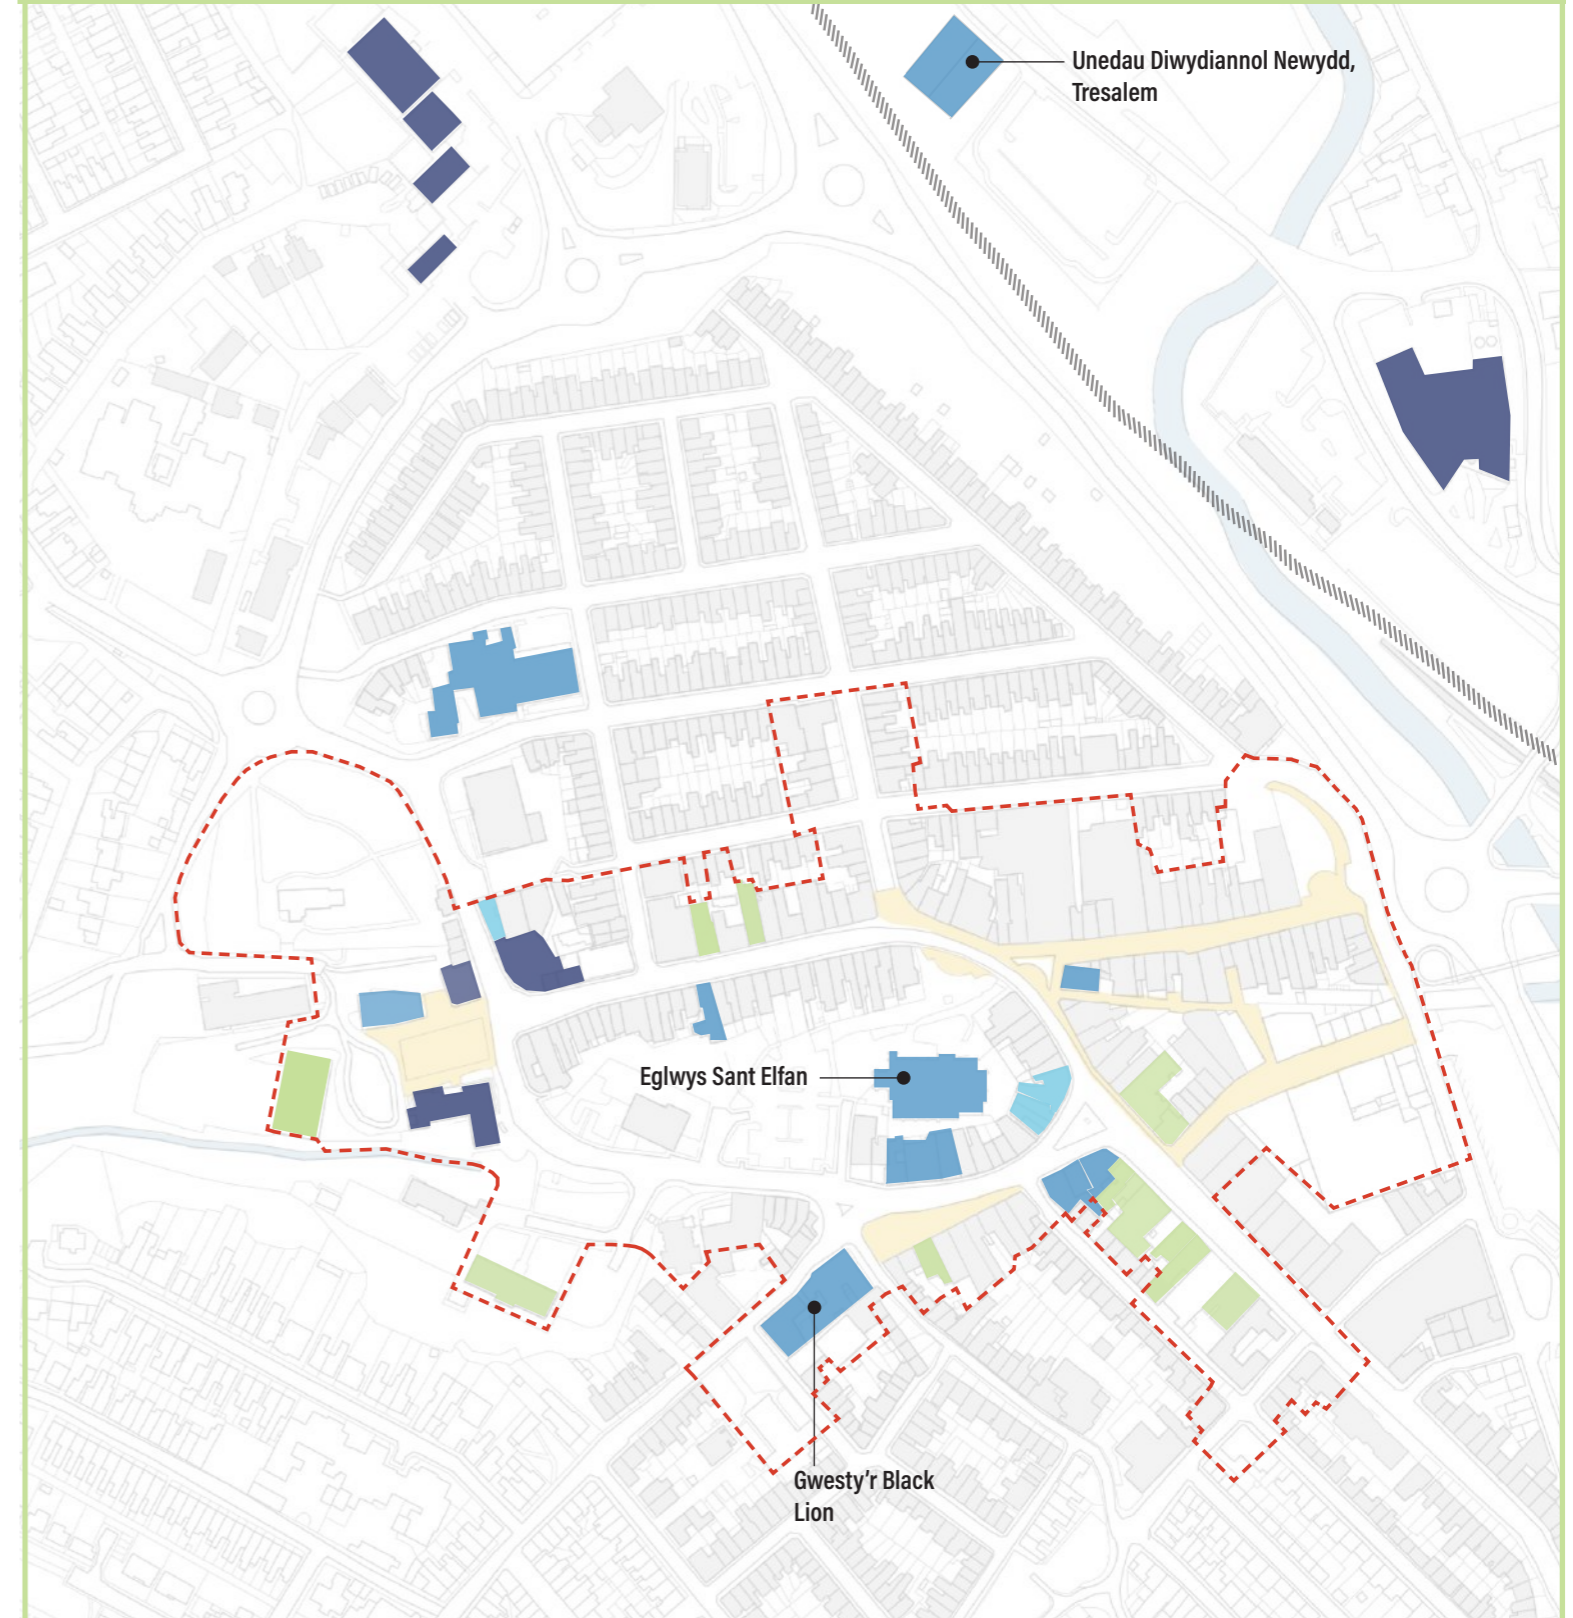 Unedau Diwydiannol Newydd,
Tresalem
Eglwys Sant Elfan
Gwesty’r Black
Lion